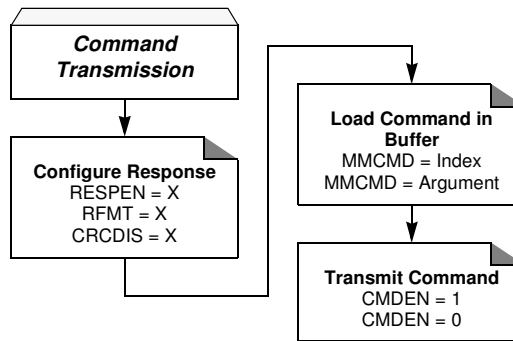 Command
Transmission
Configure Response
RESPEN = X
RFMT = X
CRCDIS = X
Load Command in
Buffer
MMCMD = Index
MMCMD = Argument
Transmit Command
CMDEN = 1
CMDEN = 0